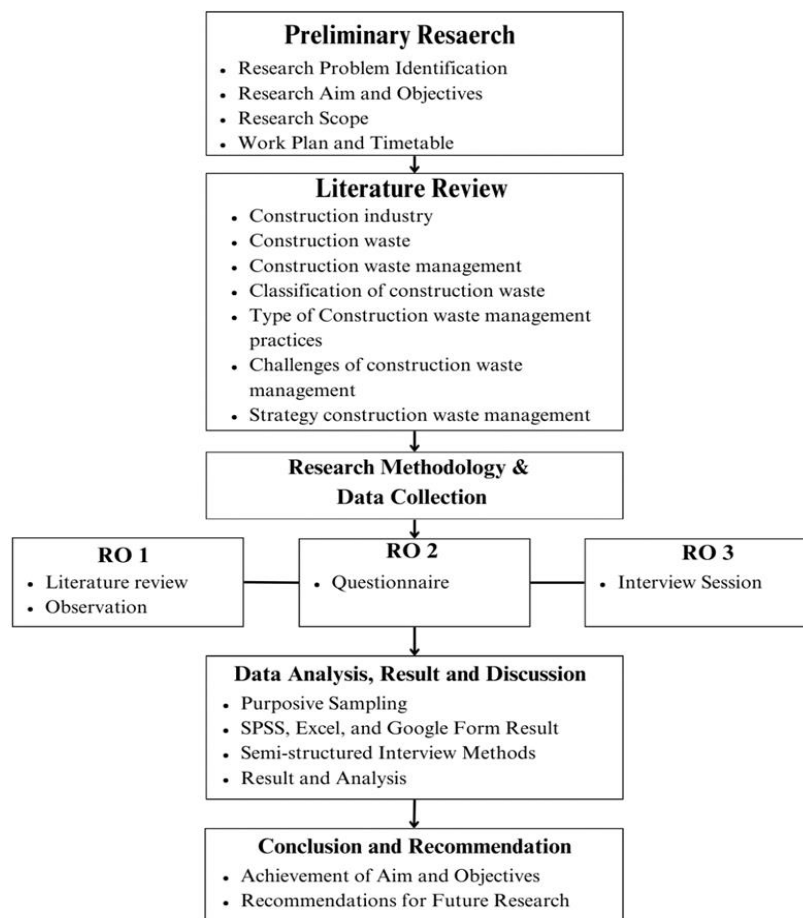 Preliminary Resaerch
• Research Problem Identification
• Research Aim and Objectives
• Research Scope
• Work Plan and Timetable
Literature Review
• Construction industry
• Construction waste
• Construction waste management
• Classification of construction waste
• Type of Construction waste management
practices
• Challenges of construction waste
management
• Strategy construction waste management
Research Methodology &
Data Collection
RO 1
• Literature review
• Observation
RO 2
• Questionnaire
RO 3
• Interview Session
Data Analysis, Result and Discussion
• Purposive Sampling
• SPSS, Excel, and Google Form Result
• Semi-structured Interview Methods
• Result and Analysis
Conclusion and Recommendation
• Achievement of Aim and Objectives
• Recommendations for Future Research